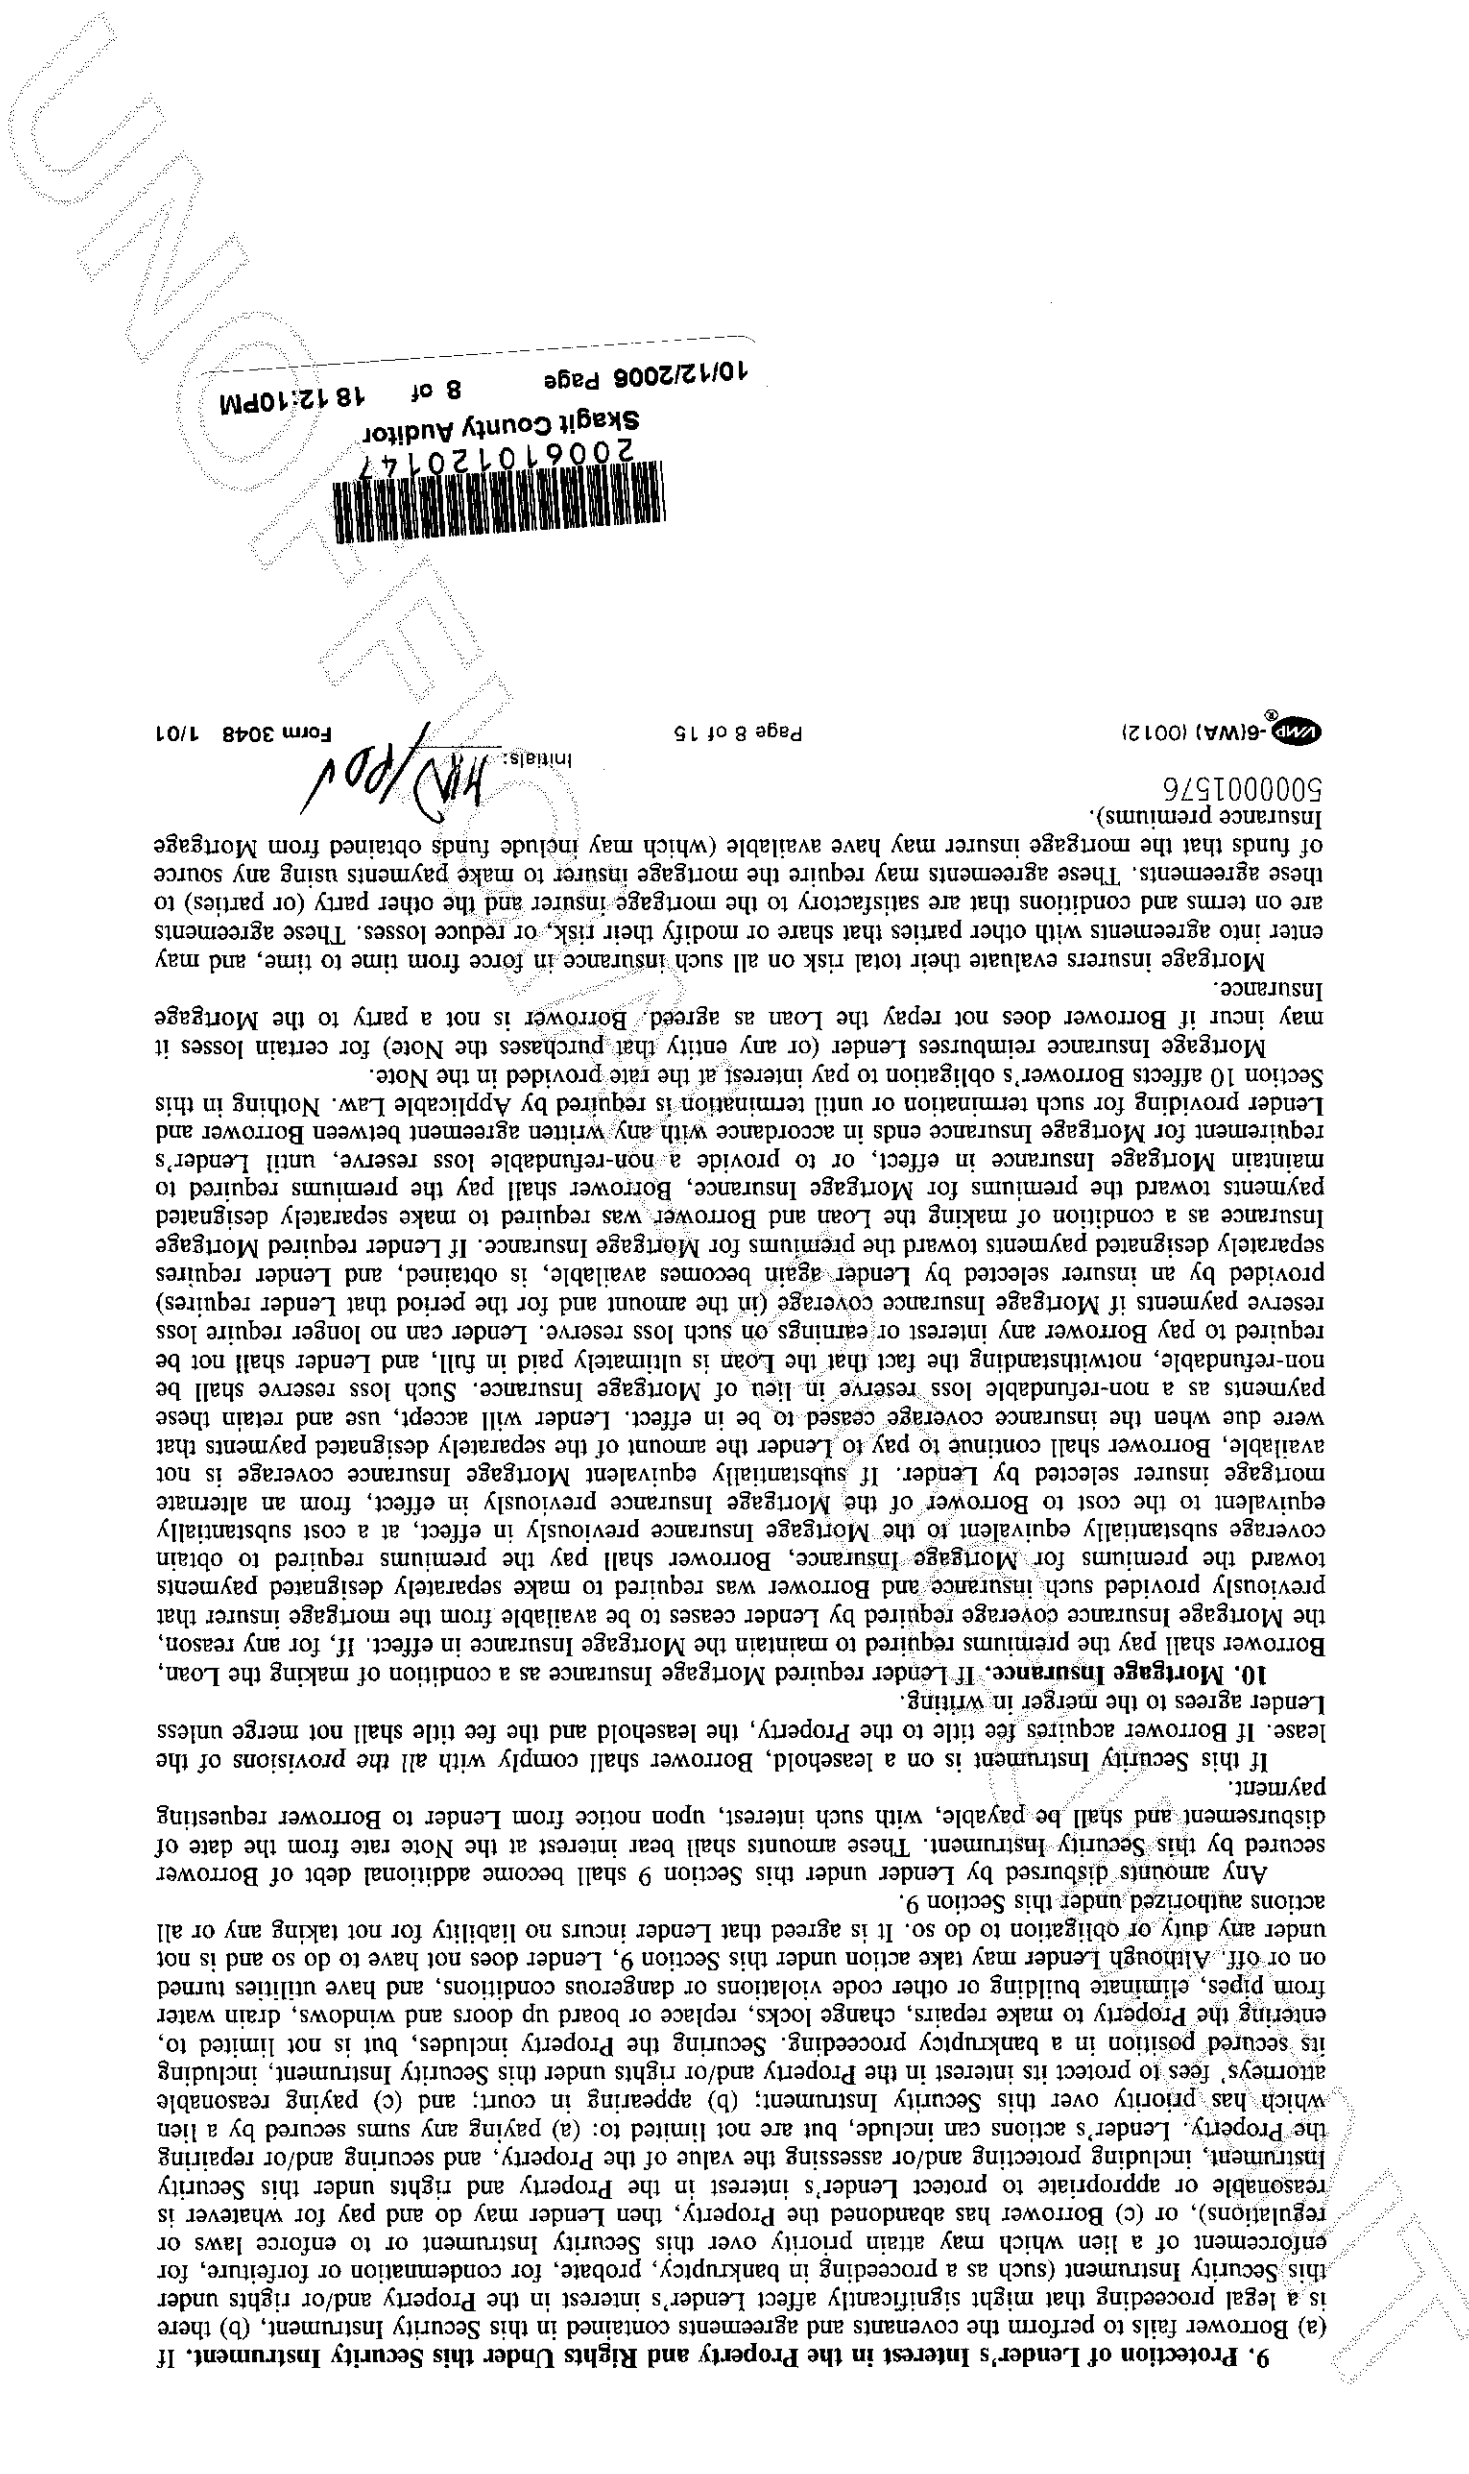 9. Protection of Lender's Interest in the Property and Rights Under this Security Instrument. If
(a) Borrower fails to perform the covenants and agreements contained in this Security Instrument, (b) there
is a legal proceeding that might significantly affect Lender's interest in the Property and/or rights under
this Security Instrument (such as a proceeding in bankruptcy, probate, for condemnation or forfeiture, for
enforcement of a lien which may attain priority over this Security Instrument or to enforce laws or
regulations), or (c) Borrower has abandoned the Property, then Lender may do and pay for whatever is
reasonable or appropriate to protect Lender's interest in the Property and rights under this Security
Instrument, including protecting and/or assessing the value of the Property, and securing and/or repairing
the Property. Lender's actions can include, but are not limited to: (a) paying any sums secured by a lien
which has priority over this Security Instrument; (b) appearing in court; and (c) paying reasonable
attorneys' fees to protect its interest in the Property and/or rights under this Security Instrument, including
its secured position in a bankruptcy proceeding. Securing the Property includes, but is not limited to,
entering the Property to make repairs, change locks, replace or board up doors and windows, drain water
from pipes, eliminate building or other code violations or dangerous conditions, and have utilities turned
on or off. Although Lender may take action under this Section 9, Lender does not have to do so and is not
under any duty or obligation to do so. It is agreed that Lender incurs no liability for not taking any or all
actions authorized under this Section 9.
Any amounts disbursed by Lender under this Section 9 shall become additional debt of Borrower
secured by this Security Instrument. These amounts shall bear interest at the Note rate from the date of
disbursement and shall be payable, with such interest, upon notice from Lender to Borrower requesting
payment.
If this Security Instrument is on a leasehold, Borrower shall comply with all the provisions of the
lease. If Borrower acquires fee title to the Property, the leasehold and the fee title shall not merge unless
Lender agrees to the merger in writing.
10. Mortgage Insurance. If Lender required Mortgage Insurance as a condition of making the Loan,
Borrower shall pay the premiums required to maintain the Mortgage Insurance in effect. If, for any reason,
the Mortgage Insurance coverage required by Lender ceases to be available from the mortgage insurer that
previously provided such insurance and Borrower was required to make separately designated payments
toward the premiums for Mortgage Insurance, Borrower shall pay the premiums required to obtain
coverage substantially equivalent to the Mortgage Insurance previously in effect, at a cost substantially
equivalent to the cost to Borrower of the Mortgage Insurance previously in effect, from an alternate
mortgage insurer selected by Lender. If substantially equivalent Mortgage Insurance coverage is not
available, Borrower shall continue to pay to Lender the amount of the separately designated payments that
were due when the insurance coverage ceased to be in effect. Lender will accept, use and retain these
payments as a non-refundable loss reserve in lieu of Mortgage Insurance. Such loss reserve shall be
non-refundable, notwithstanding the fact that the Loan is ultimately paid in full, and Lender shall not be
required to pay Borrower any interest or earnings on such loss reserve. Lender can no longer require loss
reserve payments if Mortgage Insurance coverage (in the amount and for the period that Lender requires)
provided by an insurer selected by Lender again becomes available, is obtained, and Lender requires
separately designated payments toward the premiums for Mortgage Insurance. If Lender required Mortgage
Insurance as a condition of making the Loan and Borrower was required to make separately designated
payments toward the premiums for Mortgage Insurance, Borrower shall pay the premiums required to
maintain Mortgage Insurance in effect, or to provide a non-refundable loss reserve, until Lender's
requirement for Mortgage Insurance ends in accordance with any written agreement between Borrower and
Lender providing for such termination or until termination is required by Applicable Law. Nothing in this
Section 10 affects Borrower's obligation to pay interest at the rate provided in the Note.
Mortgage Insurance reimburses Lender (or any entity that purchases the Note) for certain losses it
may incur if Borrower does not repay the Loan as agreed. Borrower is not a party to the Mortgage
Insurance.
Mortgage insurers evaluate their total risk on all such insurance in force from time to time, and may
enter into agreements with other parties that share or modify their risk, or reduce losses. These agreements
are on terms and conditions that are satisfactory to the mortgage insurer and the other party (or parties) to
these agreements. These agreements may require the mortgage insurer to make payments using any source
of funds that the mortgage insurer may have available (which may include funds obtained from Mortgage
Insurance premiums).
5000001576
Initials:
VMP®-6(WA) (0012) Page 8 of 15 Form 3048 1/01
200610120147
Skagit County Auditor
10/12/2006 Page 8 of 18 12:10PM
UNOFFICIAL DOCUMENT